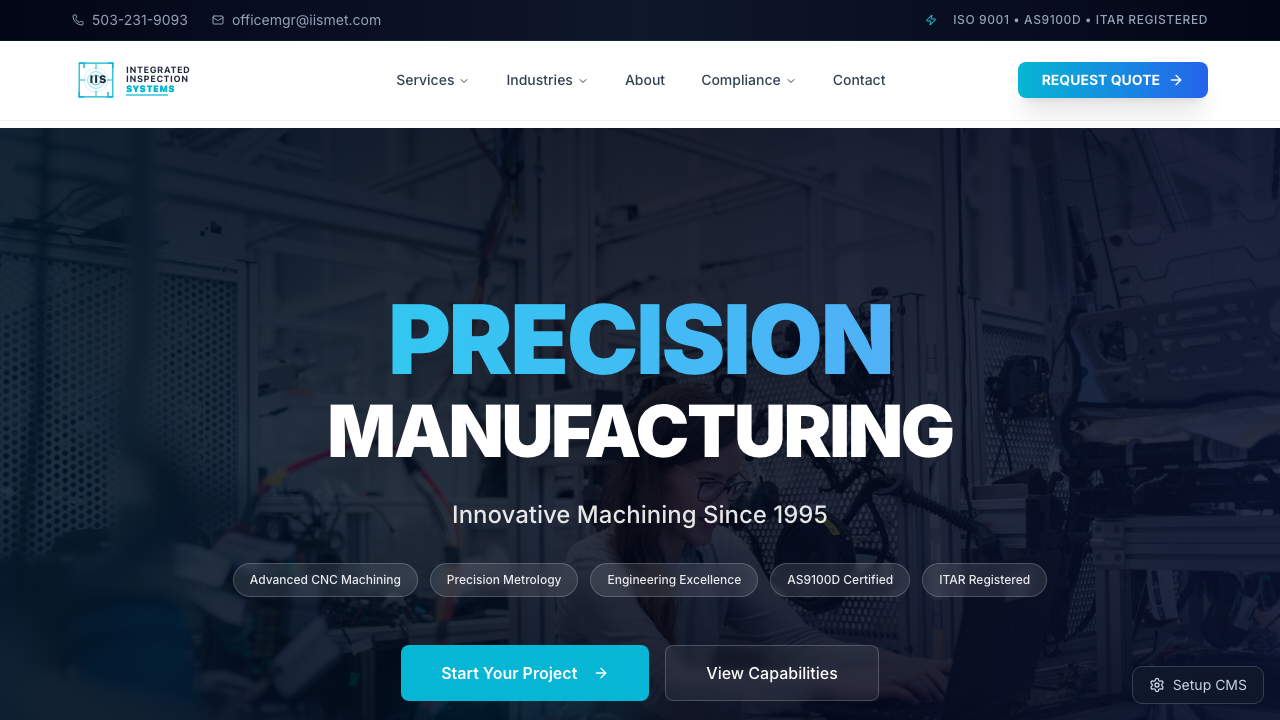 503-231-9093
officemgr@iismet.com
ISO 9001 • AS9100D • ITAR REGISTERED
IIS
INTEGRATED
INSPECTION
SYSTEMS
Services
Industries
About
Compliance
Contact
REQUEST QUOTE
PRECISION
MANUFACTURING
Innovative Machining Since 1995
Advanced CNC Machining
Precision Metrology
Engineering Excellence
AS9100D Certified
ITAR Registered
Start Your Project
View Capabilities
Setup CMS